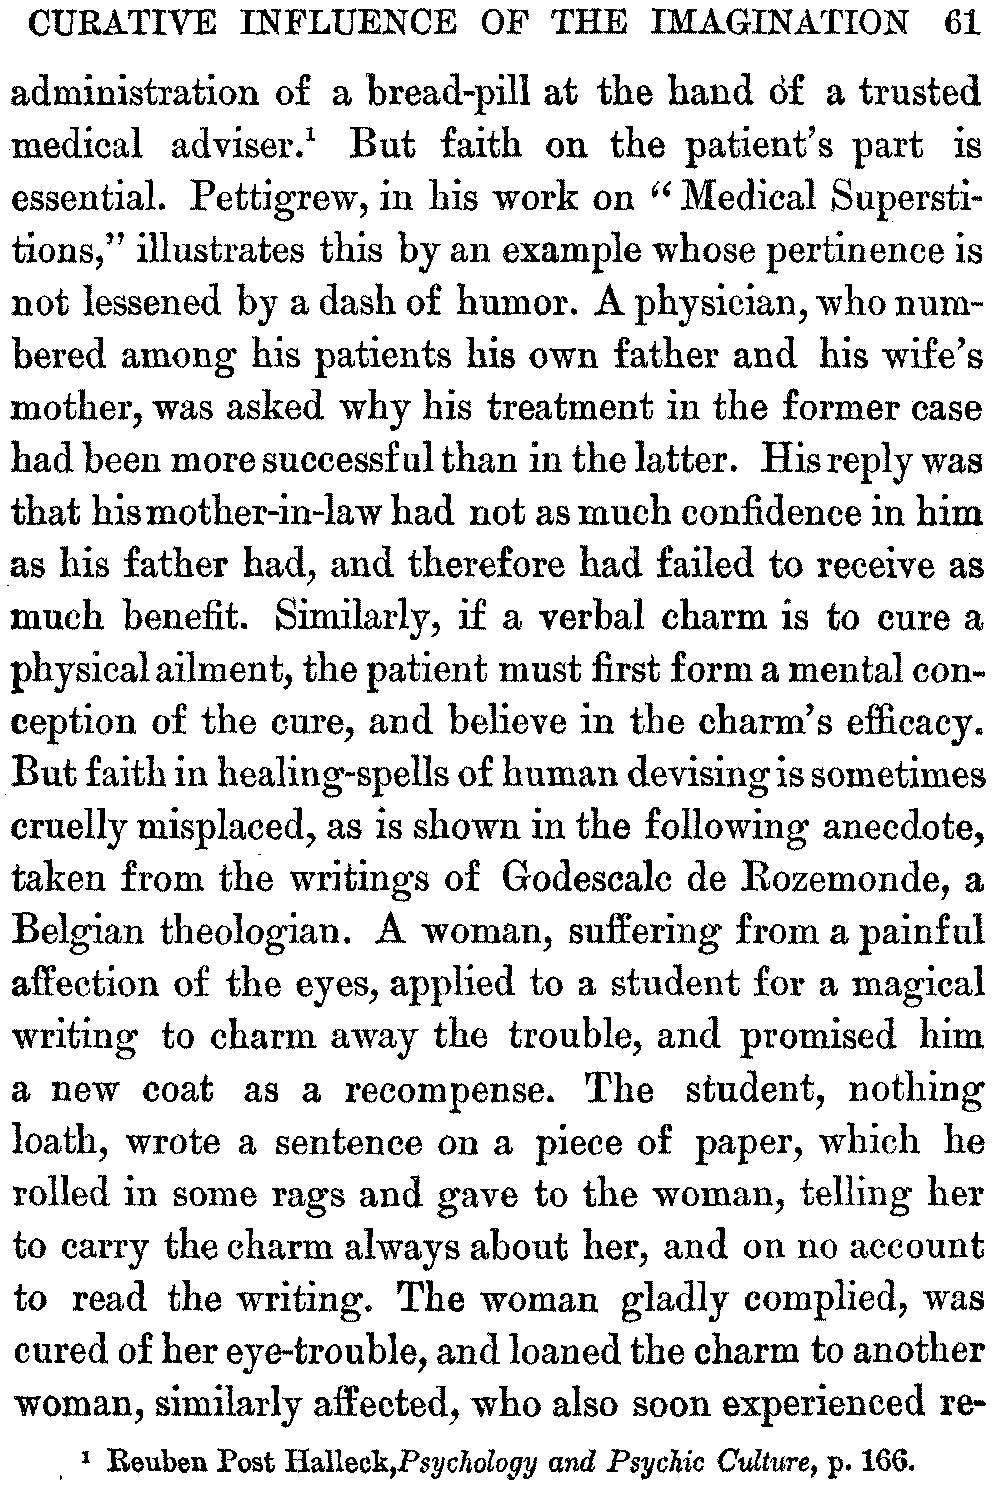 CURATIVE INFLUENCE OF THE IMAGINATION 61
administration of a bread-pill at the hand of a trusted
medical adviser.¹ But faith on the patient's part is
essential. Pettigrew, in his work on "Medical Supersti-
tions," illustrates this by an example whose pertinence is
not lessened by a dash of humor. A physician, who num-
bered among his patients his own father and his wife's
mother, was asked why his treatment in the former case
had been more successful than in the latter. His reply was
that his mother-in-law had not as much confidence in him
as his father had, and therefore had failed to receive as
much benefit. Similarly, if a verbal charm is to cure a
physical ailment, the patient must first form a mental con-
ception of the cure, and believe in the charm's efficacy.
But faith in healing-spells of human devising is sometimes
cruelly misplaced, as is shown in the following anecdote,
taken from the writings of Godescalc de Rozemonde, a
Belgian theologian. A woman, suffering from a painful
affection of the eyes, applied to a student for a magical
writing to charm away the trouble, and promised him
a new coat as a recompense. The student, nothing
loath, wrote a sentence on a piece of paper, which he
rolled in some rags and gave to the woman, telling her
to carry the charm always about her, and on no account
to read the writing. The woman gladly complied, was
cured of her eye-trouble, and loaned the charm to another
woman, similarly affected, who also soon experienced re-
¹ Reuben Post Halleck, Psychology and Psychic Culture, p. 166.